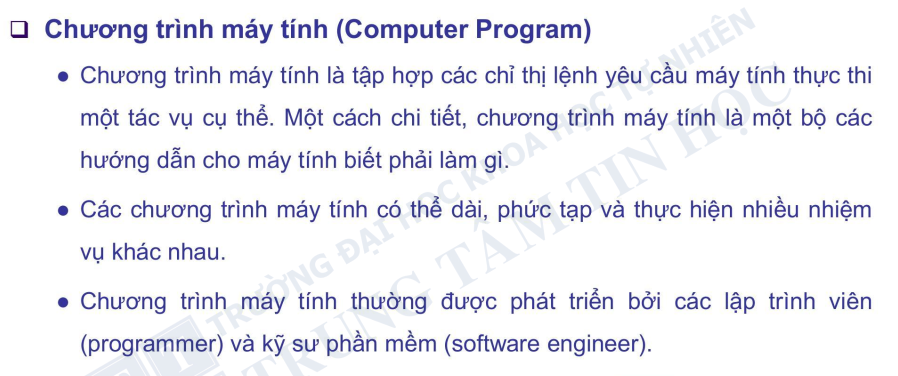 ❑ Chương trình máy tính (Computer Program)
● Chương trình máy tính là tập hợp các chỉ thị lệnh yêu cầu máy tính thực thi
một tác vụ cụ thể. Một cách chi tiết, chương trình máy tính là một bộ các
hướng dẫn cho máy tính biết phải làm gì.
● Các chương trình máy tính có thể dài, phức tạp và thực hiện nhiều nhiệm
vụ khác nhau.
● Chương trình máy tính thường được phát triển bởi các lập trình viên
(programmer) và kỹ sư phần mềm (software engineer).
TRƯỜNG ĐẠI HỌC KHOA HỌC TỰ NHIÊN
TRUNG TÂM TIN HỌC